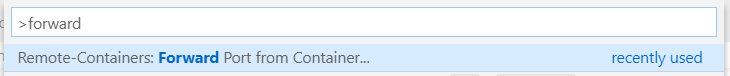 >forward
Remote-Containers: Forward Port from Container... recently used